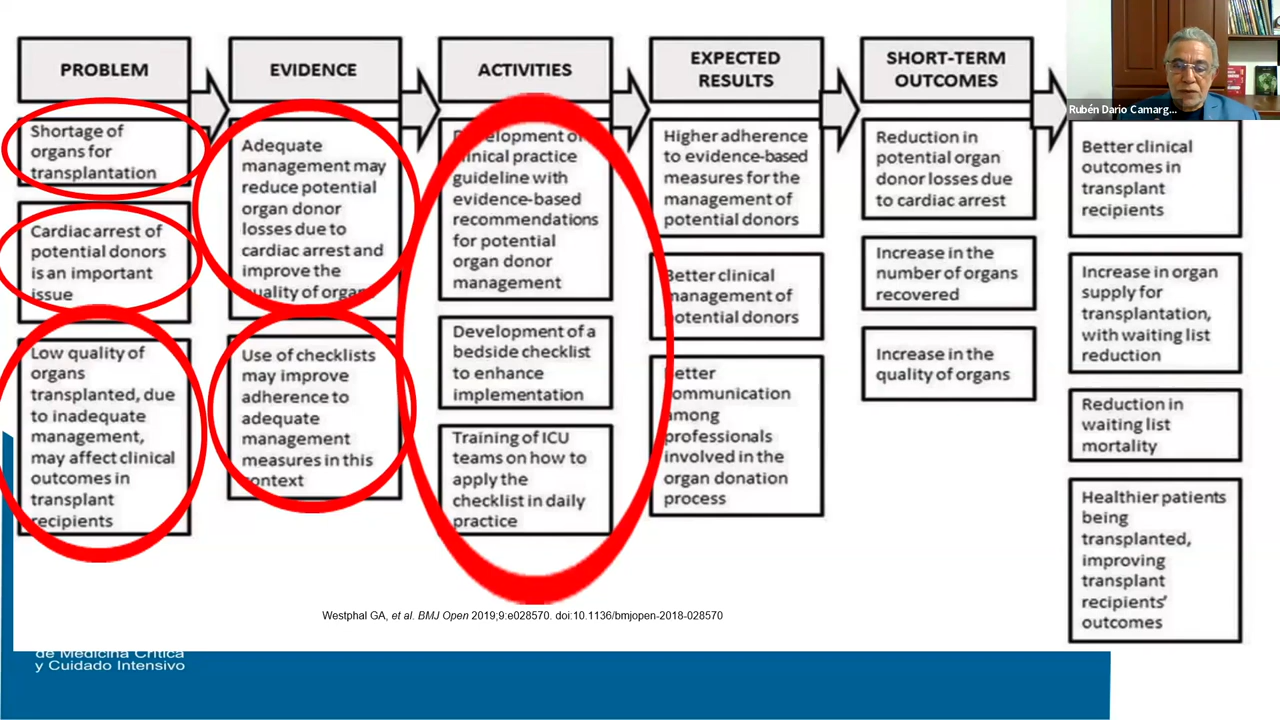 PROBLEM
Shortage of
organs for
transplantation
Cardiac arrest of
potential donors
is an important
issue
Low quality of
organs
transplanted, due
to inadequate
management,
may affect clinical
outcomes in
transplant
recipients
EVIDENCE
Adequate
management may
reduce potential
organ donor
losses due to
cardiac arrest and
improve the
quality of organs
Use of checklists
may improve
adherence to
adequate
management
measures in this
context
ACTIVITIES
Development of
clinical practice
guideline with
evidence-based
recommendations
for potential
organ donor
management
Development of a
bedside checklist
to enhance
implementation
Training of ICU
teams on how to
apply the
checklist in daily
practice
EXPECTED
RESULTS
Higher adherence
to evidence-based
measures for the
management of
potential donors
Better clinical
management of
potential donors
Better
communication
among
professionals
involved in the
organ donation
process
SHORT-TERM
OUTCOMES
Reduction in
potential organ
donor losses due
to cardiac arrest
Increase in the
number of organs
recovered
Increase in the
quality of organs
Rubén Dario Camarg...
Better clinical
outcomes in
transplant
recipients
Increase in organ
supply for
transplantation,
with waiting list
reduction
Reduction in
waiting list
mortality
Healthier patients
being
transplanted,
improving
transplant
recipients'
outcomes
Westphal GA, et al. BMJ Open 2019;9:e028570. doi:10.1136/bmjopen-2018-028570
de Medicina Crítica
y Cuidado Intensivo